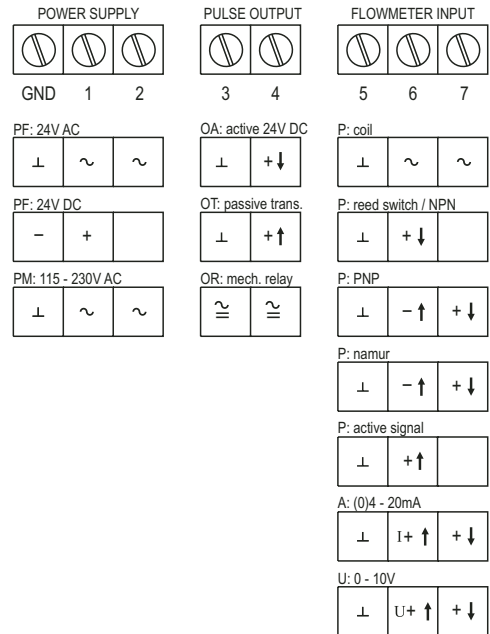 POWER SUPPLY
GND 1 2
PF: 24V AC
⊥ ~ ~
PF: 24V DC
− +
PM: 115 - 230V AC
⊥ ~ ~
PULSE OUTPUT
3 4
OA: active 24V DC
⊥ +↓
OT: passive trans.
⊥ +↑
OR: mech. relay
≅ ≅
FLOWMETER INPUT
5 6 7
P: coil
⊥ ~ ~
P: reed switch / NPN
⊥ +↓
P: PNP
⊥ −↑ +↓
P: namur
⊥ −↑ +↓
P: active signal
⊥ +↑
A: (0)4 - 20mA
⊥ I+ ↑ +↓
U: 0 - 10V
⊥ U+ ↑ +↓